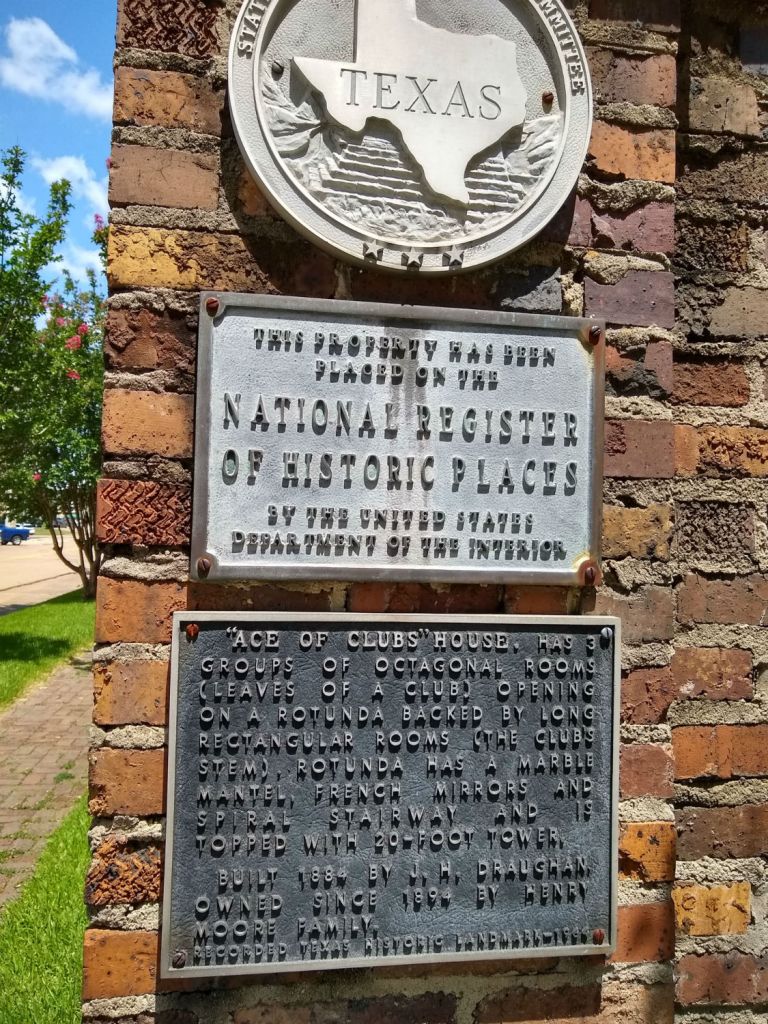 STAT
MMITTEE
TEXAS
THIS PROPERTY HAS BEEN
PLACED ON THE
NATIONAL REGISTER
OF HISTORIC PLACES
BY THE UNITED STATES
DEPARTMENT OF THE INTERIOR
"ACE OF CLUBS" HOUSE. HAS 3
GROUPS OF OCTAGONAL ROOMS
(LEAVES OF A CLUB) OPENING
ON A ROTUNDA BACKED BY LONG
RECTANGULAR ROOMS (THE CLUB'S
STEM). ROTUNDA HAS A MARBLE
MANTEL, FRENCH MIRRORS AND
SPIRAL STAIRWAY AND IS
TOPPED WITH 20-FOOT TOWER.
BUILT 1884 BY J. H. DRAUGHAN.
OWNED SINCE 1894 BY HENRY
MOORE FAMILY.
RECORDED TEXAS HISTORIC LANDMARK-